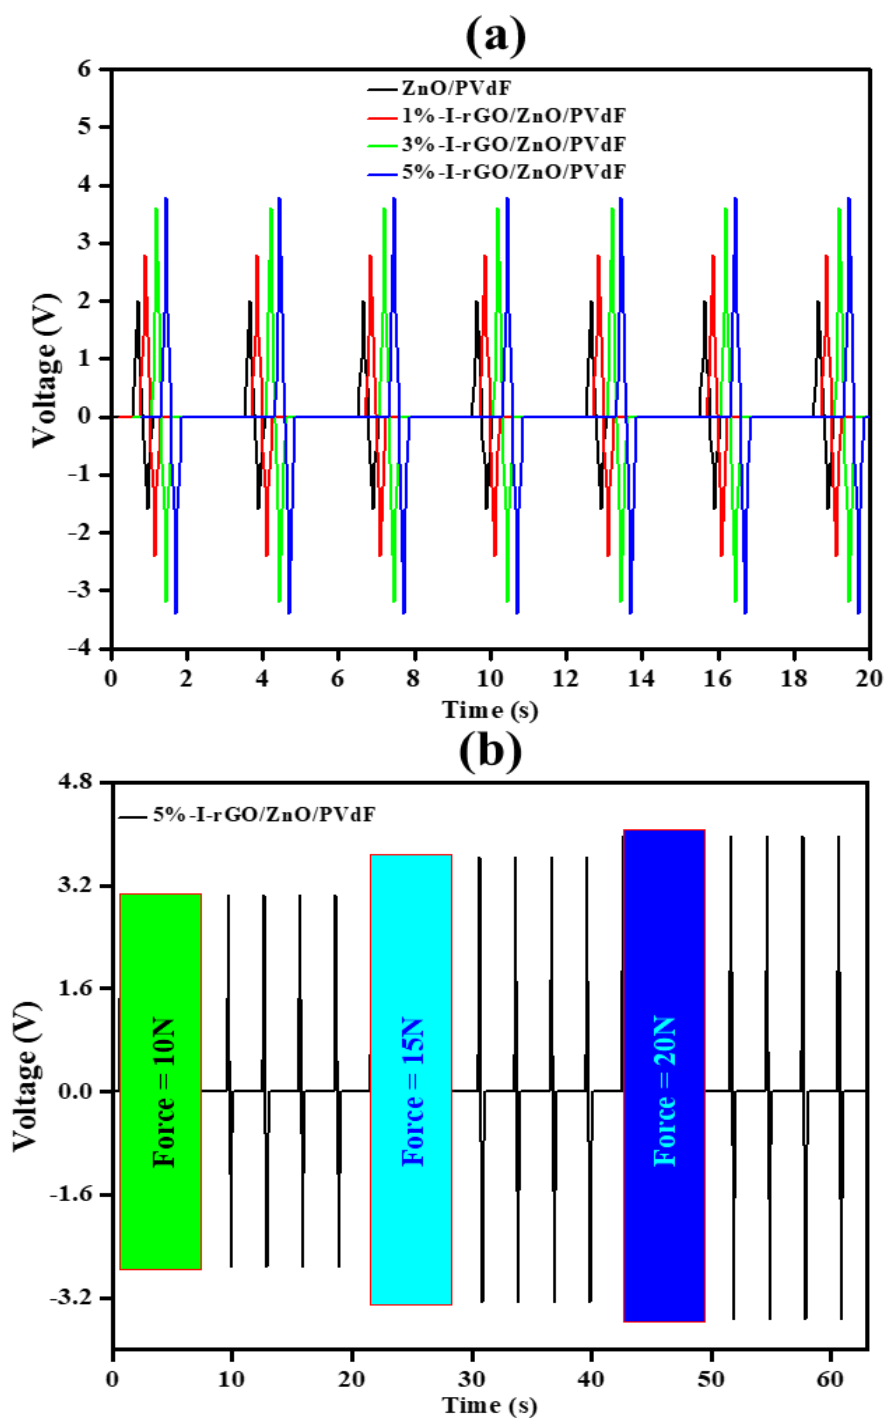 (a)
6
5
4
3
2
1
0
-1
-2
-3
-4
Voltage (V)
ZnO/PVdF
1%-I-rGO/ZnO/PVdF
3%-I-rGO/ZnO/PVdF
5%-I-rGO/ZnO/PVdF
0 2 4 6 8 10 12 14 16 18 20
Time (s)
(b)
4.8
3.2
1.6
0.0
-1.6
-3.2
Voltage (V)
5%-I-rGO/ZnO/PVdF
Force = 10N
Force = 15N
Force = 20N
0 10 20 30 40 50 60
Time (s)